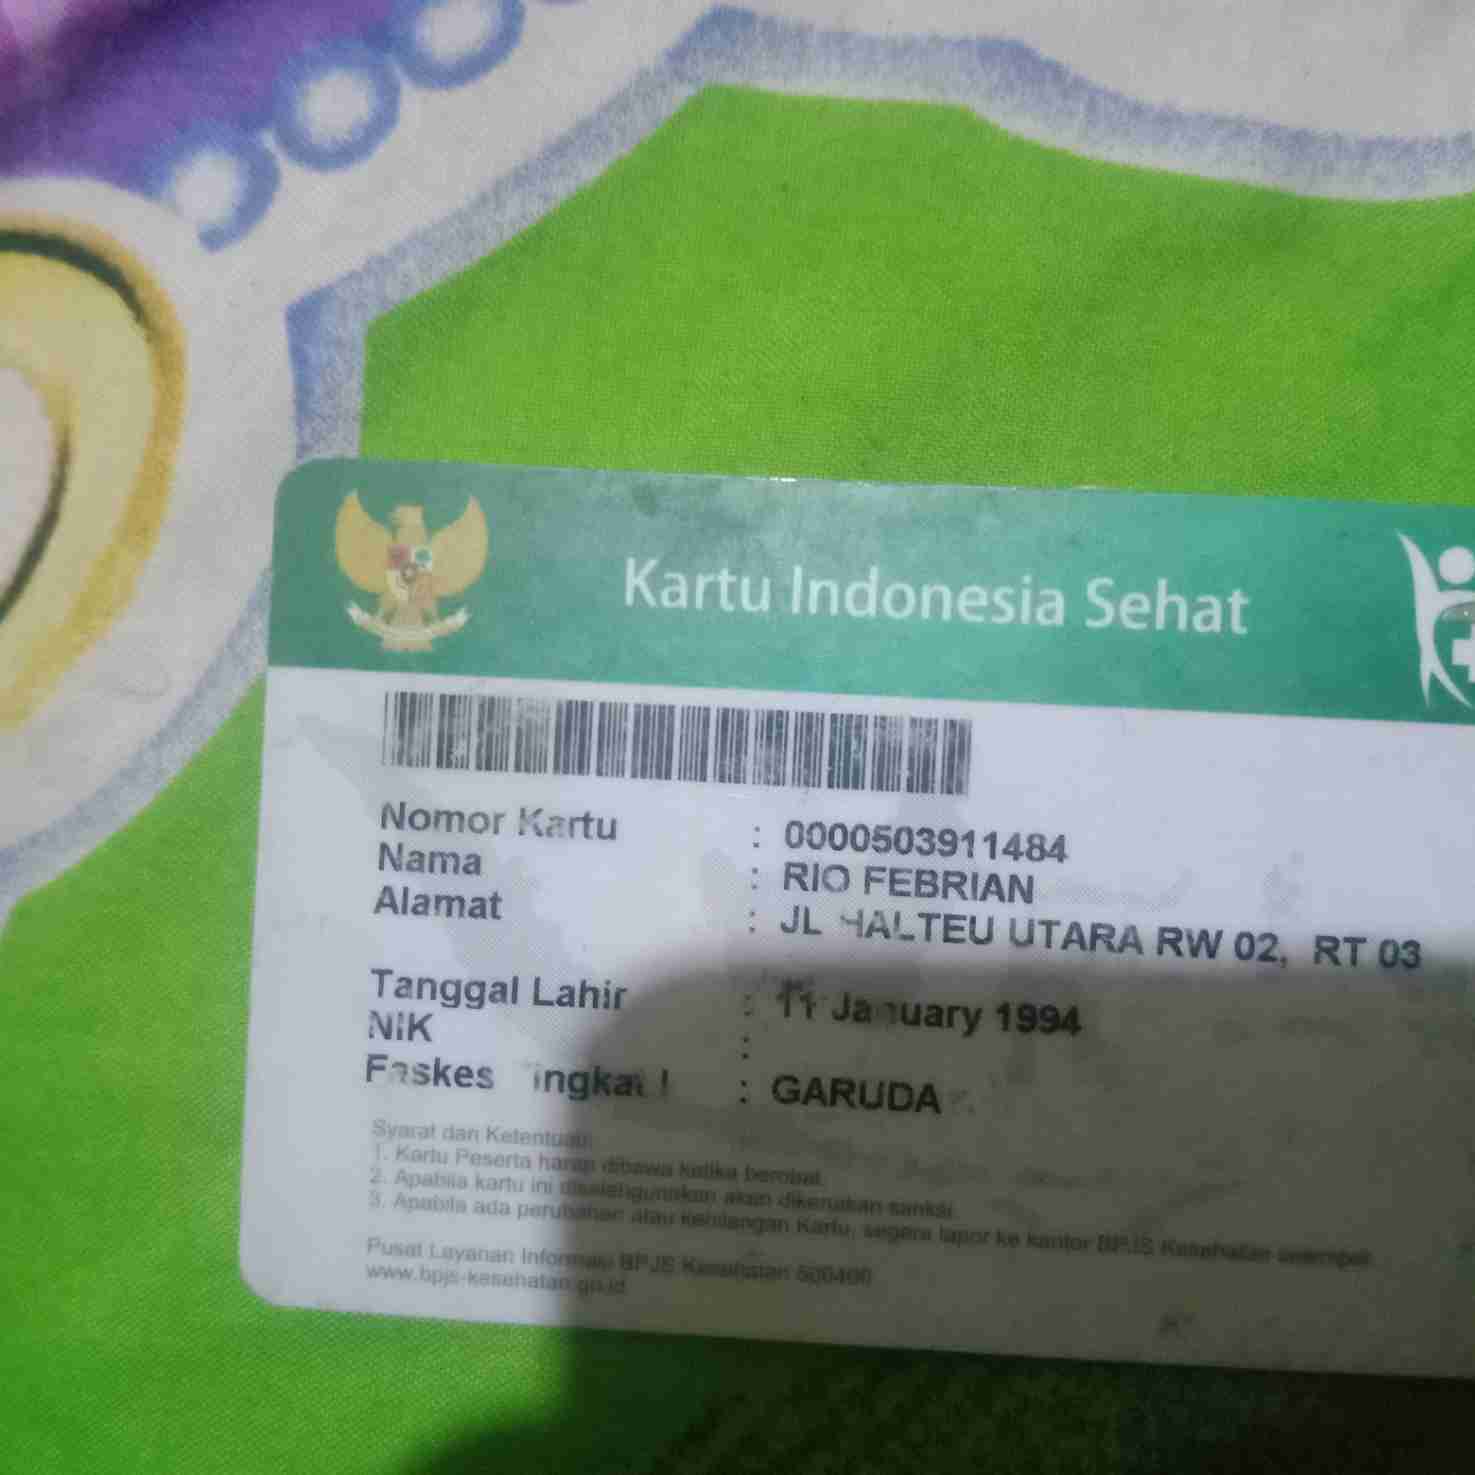 Kartu Indonesia Sehat
Nomor Kartu : 0000503911484
Nama : RIO FEBRIAN
Alamat : JL HALTEU UTARA RW 02, RT 03
Tanggal Lahir : 11 January 1994
NIK :
Faskes Tingkat I : GARUDA
Syarat dan Ketentuan:
1. Kartu Peserta harap dibawa ketika berobat.
2. Apabila kartu ini disalahgunakan akan dikenakan sanksi.
3. Apabila ada perubahan atau kehilangan Kartu, segera lapor ke kantor BPJS Kesehatan setempat.
Pusat Layanan Informasi BPJS Kesehatan 500400
www.bpjs-kesehatan.go.id